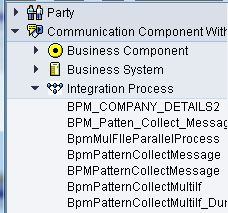 Party
Communication Component With
Business Component
Business System
Integration Process
BPM_COMPANY_DETAILS2
BPM_Patten_Collect_Messag
BpmMulFIleParallelProcess
BpmPatternCollectMessage
BPMPatternCollectMessage
BpmPatternCollectMultiIf
BpmPatternCollectMultiIf_Dur